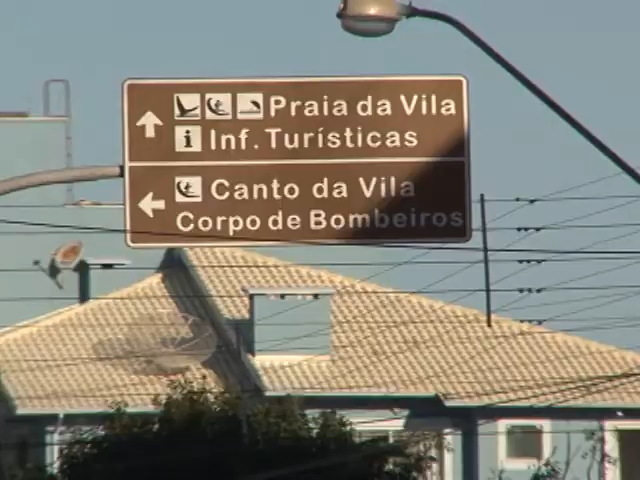 Praia da Vila
i Inf. Turísticas
Canto da Vila
Corpo de Bombeiros